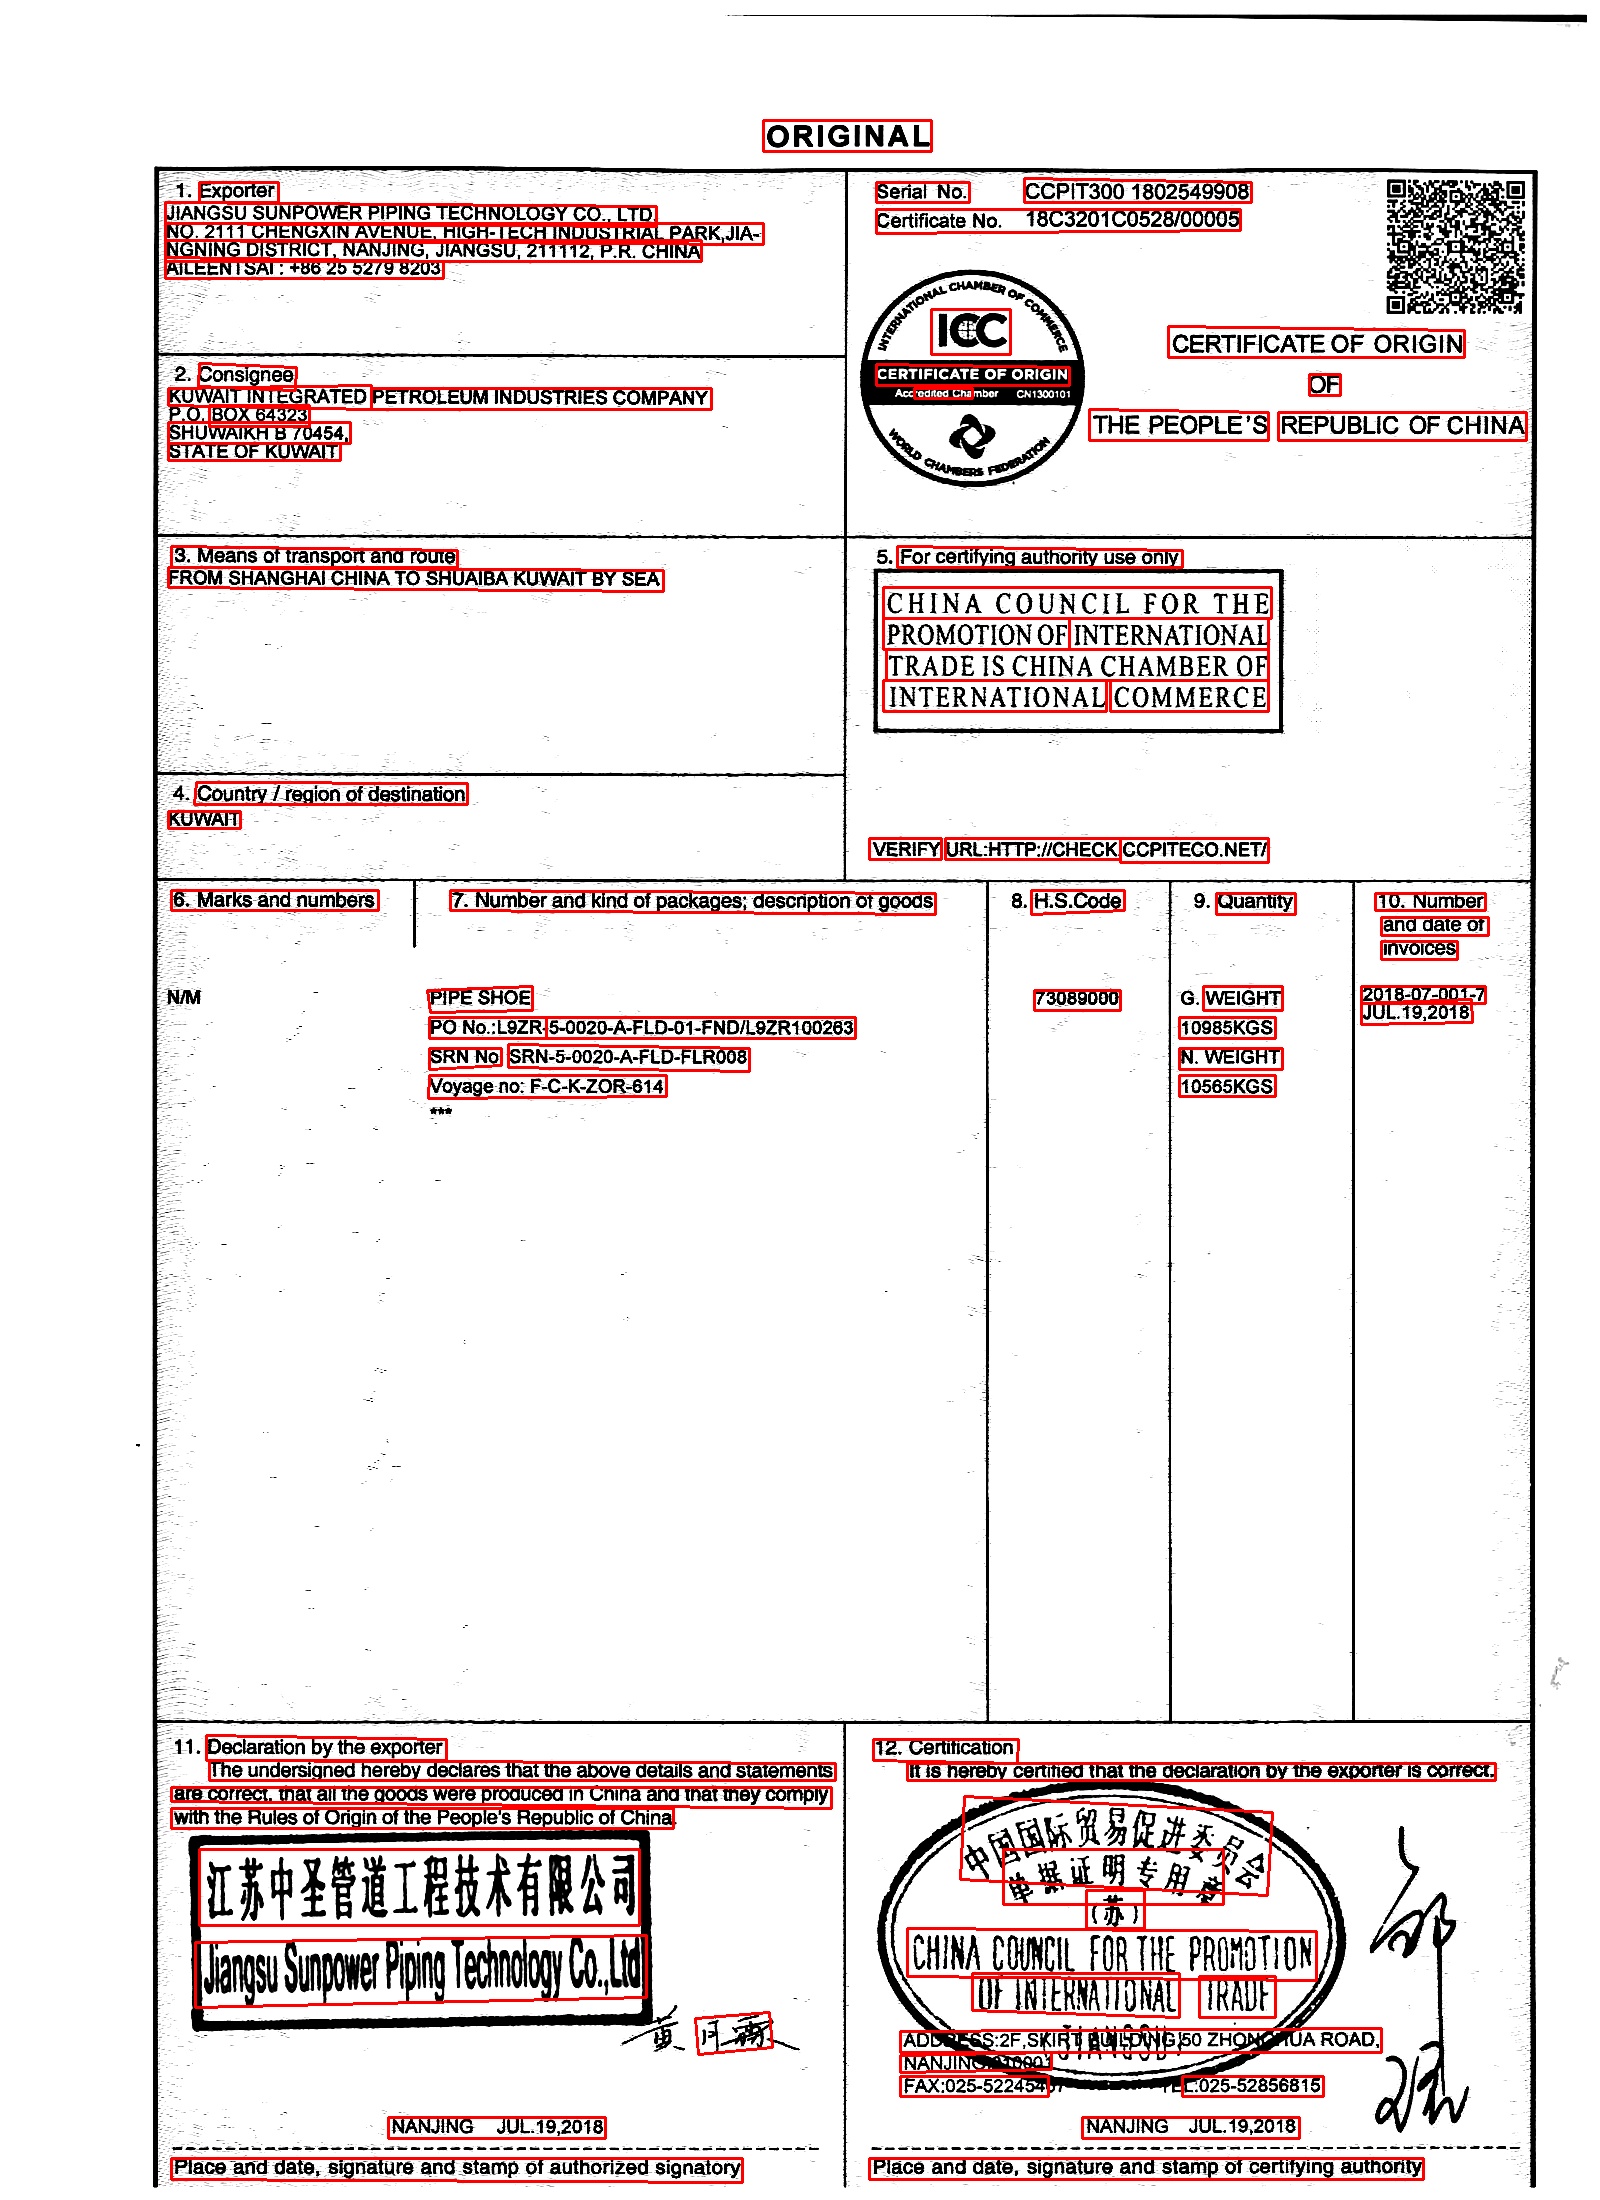 ORIGINAL
1. Exporter
JIANGSU SUNPOWER PIPING TECHNOLOGY CO., LTD.
NO. 2111 CHENGXIN AVENUE, HIGH-TECH INDUSTRIAL PARK,JIA-
NGNING DISTRICT, NANJING, JIANGSU, 211112, P.R. CHINA
AILEEN TSAI : +86 25 5279 8203
Serial No. CCPIT300 1802549908
Certificate No. 18C3201C0528/00005
INTERNATIONAL CHAMBER OF COMMERCE
ICC
CERTIFICATE OF ORIGIN
Accredited Chamber CN1300101
WORLD CHAMBERS FEDERATION
CERTIFICATE OF ORIGIN
OF
THE PEOPLE'S REPUBLIC OF CHINA
2. Consignee
KUWAIT INTEGRATED PETROLEUM INDUSTRIES COMPANY
P.O. BOX 64323
SHUWAIKH B 70454,
STATE OF KUWAIT
3. Means of transport and route
FROM SHANGHAI CHINA TO SHUAIBA KUWAIT BY SEA
4. Country / region of destination
KUWAIT
5. For certifying authority use only
CHINA COUNCIL FOR THE
PROMOTION OF INTERNATIONAL
TRADE IS CHINA CHAMBER OF
INTERNATIONAL COMMERCE
VERIFY URL:HTTP://CHECK.CCPITECO.NET/
6. Marks and numbers 7. Number and kind of packages; description of goods 8. H.S.Code 9. Quantity 10. Number
and date of
invoices
N/M PIPE SHOE 73089000 G. WEIGHT 2018-07-001-7
PO No.:L9ZR-5-0020-A-FLD-01-FND/L9ZR100263 10985KGS JUL.19,2018
SRN No SRN-5-0020-A-FLD-FLR008 N. WEIGHT
Voyage no: F-C-K-ZOR-614 10565KGS
***
11. Declaration by the exporter
The undersigned hereby declares that the above details and statements
are correct, that all the goods were produced in China and that they comply
with the Rules of Origin of the People's Republic of China.
江苏中圣管道工程技术有限公司
Jiangsu Sunpower Piping Technology Co.,Ltd
NANJING JUL.19,2018
Place and date, signature and stamp of authorized signatory
12. Certification
It is hereby certified that the declaration by the exporter is correct.
中国国际贸易促进委员会
单据证明专用章
(苏)
CHINA COUNCIL FOR THE PROMOTION
OF INTERNATIONAL TRADE
(JIANGSU)
ADDRESS:2F,SKIRT BUILDING,50 ZHONGHUA ROAD,
NANJING
TEL:025-52856815
NANJING JUL.19,2018
Place and date, signature and stamp of certifying authority